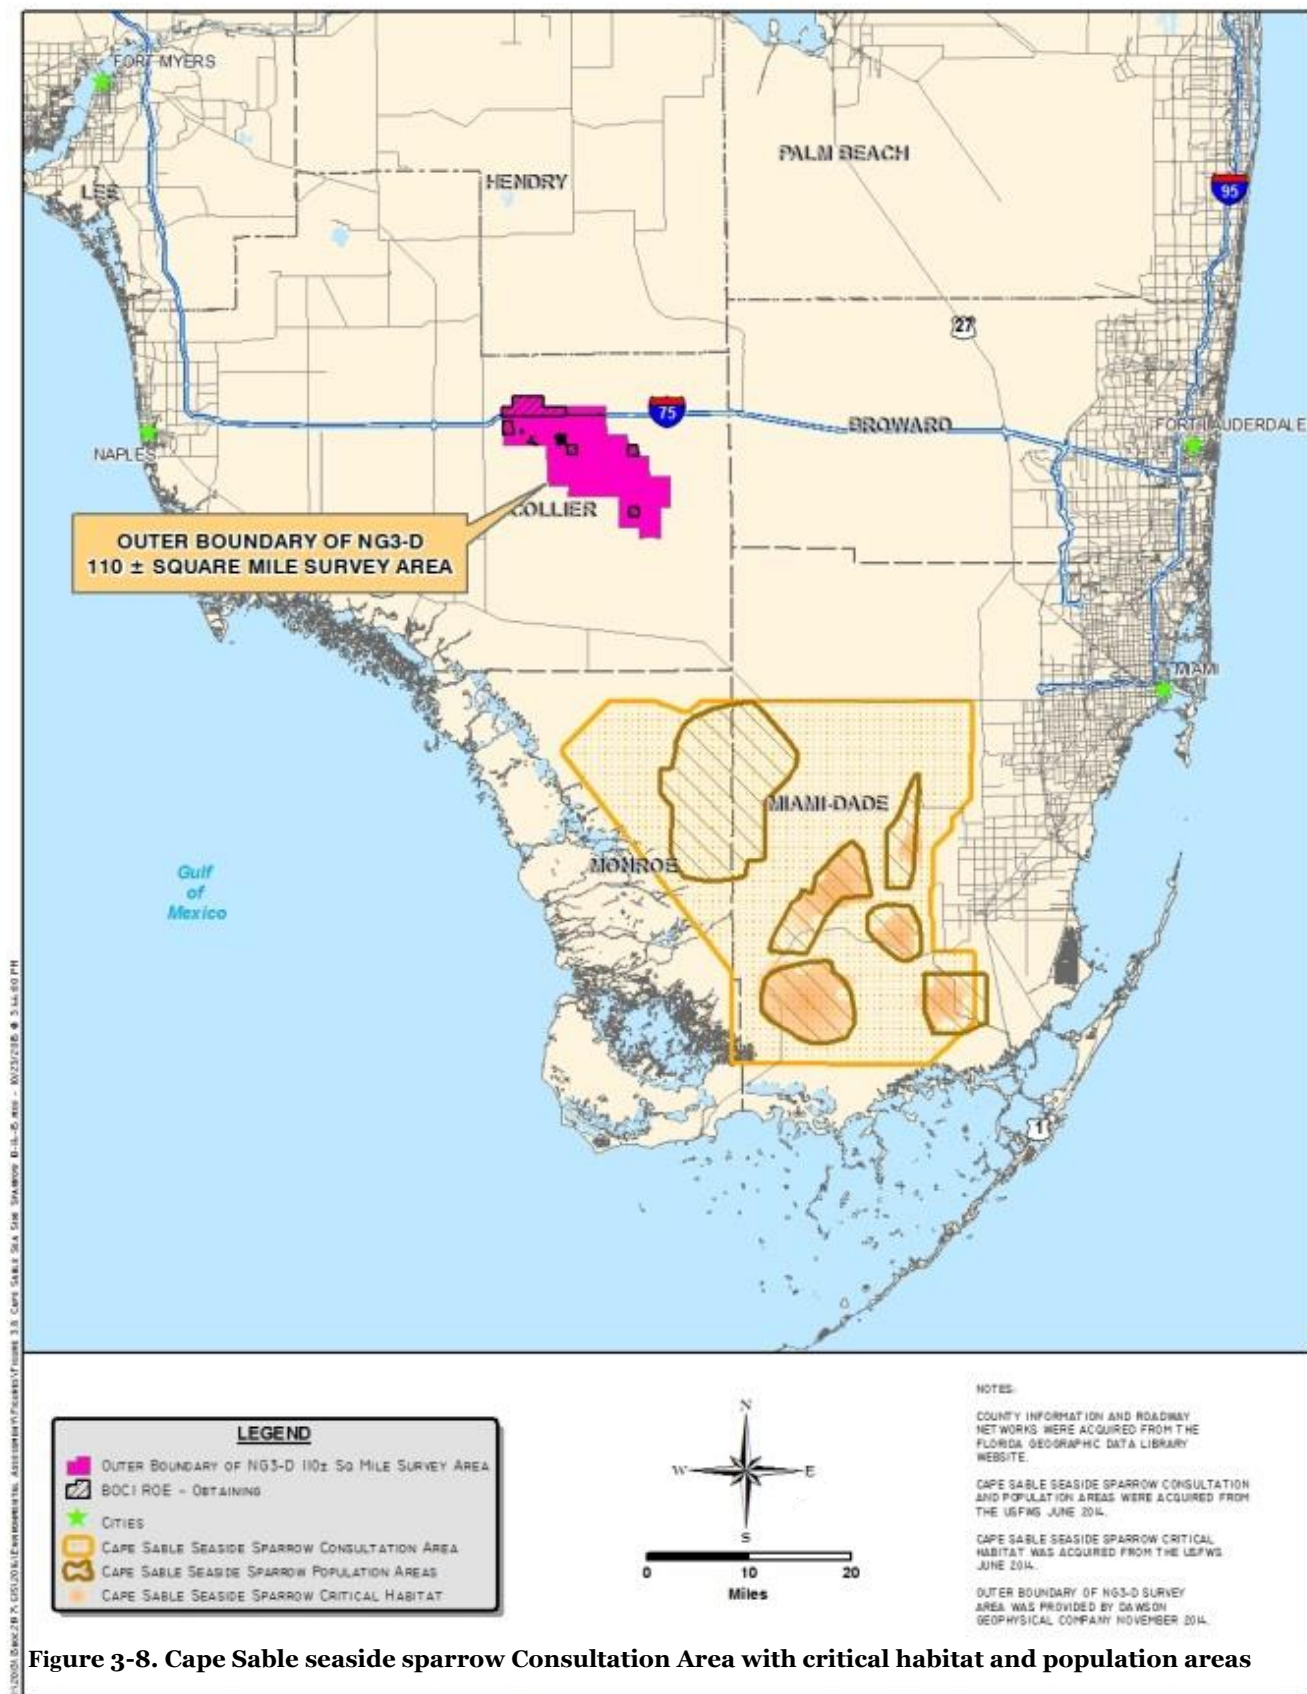 FORT MYERS
LEE
HENDRY
PALM BEACH
95
27
75
BROWARD
FORT LAUDERDALE
NAPLES
COLLIER
OUTER BOUNDARY OF NG3-D
110 ± SQUARE MILE SURVEY AREA
MIAMI
MIAMI-DADE
MONROE
Gulf
of
Mexico
1
LEGEND
OUTER BOUNDARY OF NG3-D 110± SQ MILE SURVEY AREA
BOCI ROE - OBTAINING
CITIES
CAPE SABLE SEASIDE SPARROW CONSULTATION AREA
CAPE SABLE SEASIDE SPARROW POPULATION AREAS
CAPE SABLE SEASIDE SPARROW CRITICAL HABITAT
N
W
E
S
0 10 20
Miles
NOTES:
COUNTY INFORMATION AND ROADWAY
NETWORKS WERE ACQUIRED FROM THE
FLORIDA GEOGRAPHIC DATA LIBRARY
WEBSITE.
CAPE SABLE SEASIDE SPARROW CONSULTATION
AND POPULATION AREAS WERE ACQUIRED FROM
THE USFWS JUNE 2014.
CAPE SABLE SEASIDE SPARROW CRITICAL
HABITAT WAS ACQUIRED FROM THE USFWS
JUNE 2014.
OUTER BOUNDARY OF NG3-D SURVEY
AREA WAS PROVIDED BY DAWSON
GEOPHYSICAL COMPANY NOVEMBER 2014.
Figure 3-8. Cape Sable seaside sparrow Consultation Area with critical habitat and population areas